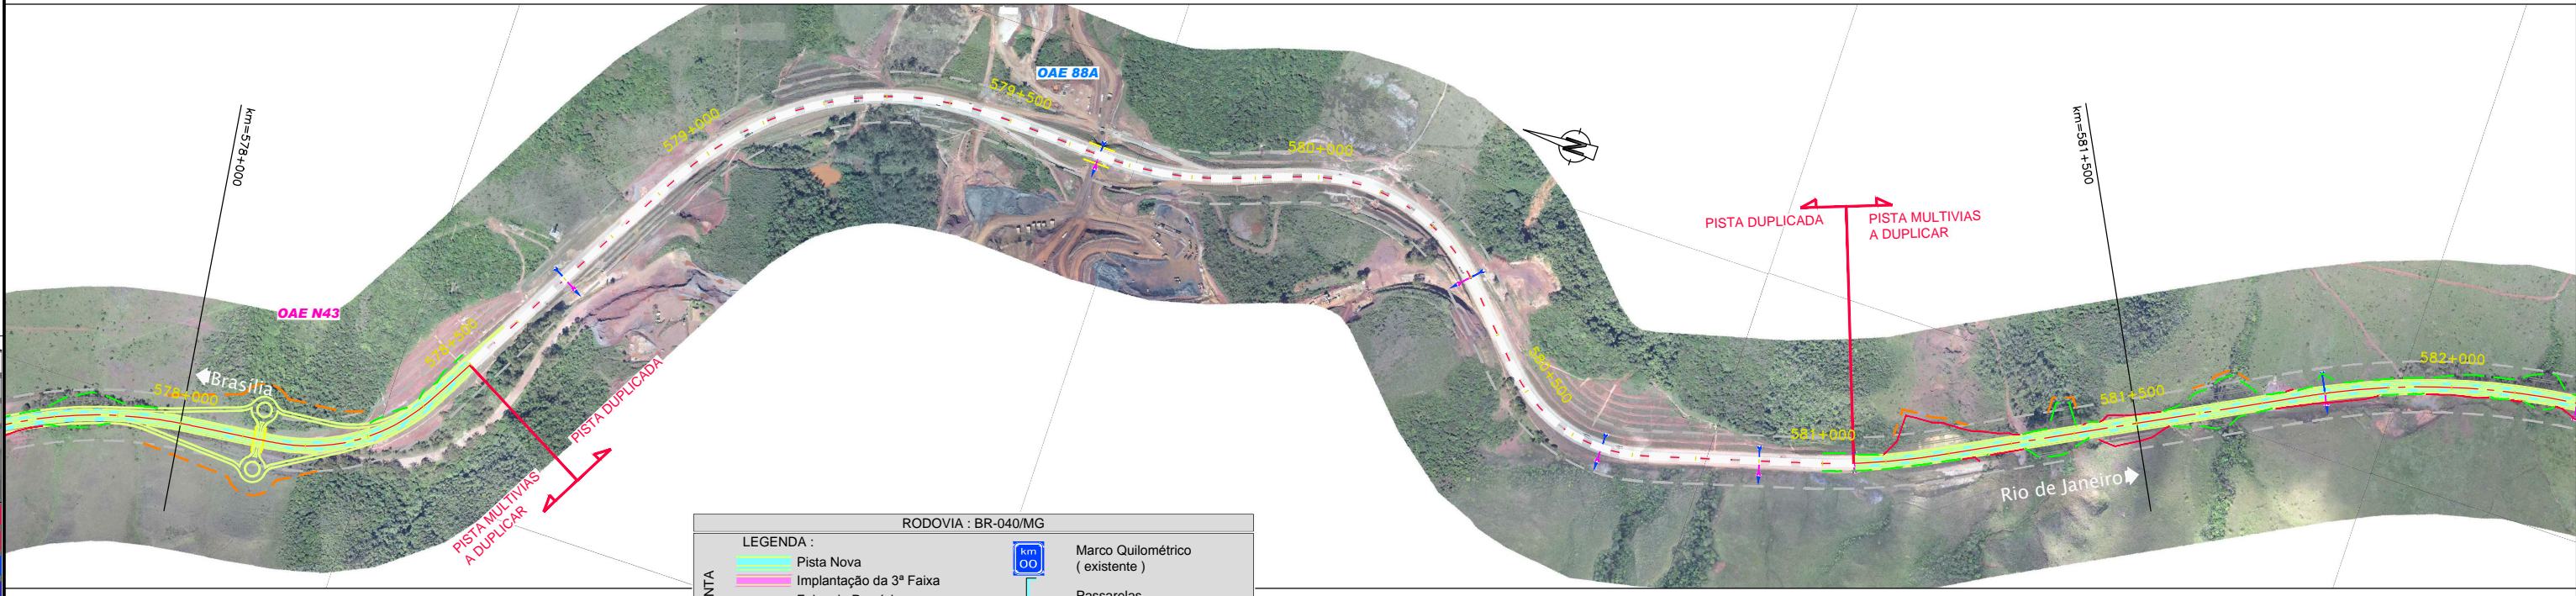 km=578+000
OAE N43
578+000
Brasília
578+500
PISTA MULTIVIAS
A DUPLICAR
PISTA DUPLICADA
579+000
579+500
OAE 88A
580+000
N
580+500
PISTA DUPLICADA
PISTA MULTIVIAS
A DUPLICAR
581+000
km=581+500
581+500
Rio de Janeiro
582+000
RODOVIA : BR-040/MG
LEGENDA :
Pista Nova
Implantação da 3ª Faixa
km
00
Marco Quilométrico
( existente )
Passarelas